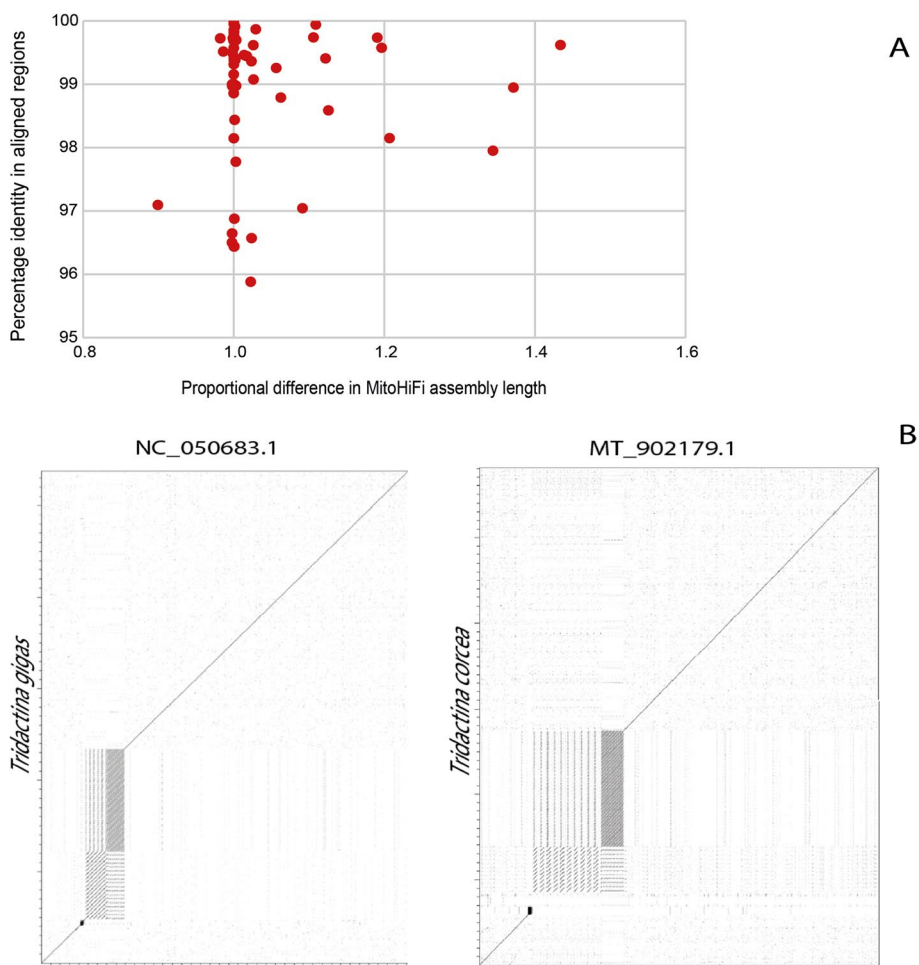 A
Percentage identity in aligned regions
100
99
98
97
96
95
0.8 1.0 1.2 1.4 1.6
Proportional difference in MitoHiFi assembly length
B
NC_050683.1 MT_902179.1
Tridactina gigas
Tridactina corcea